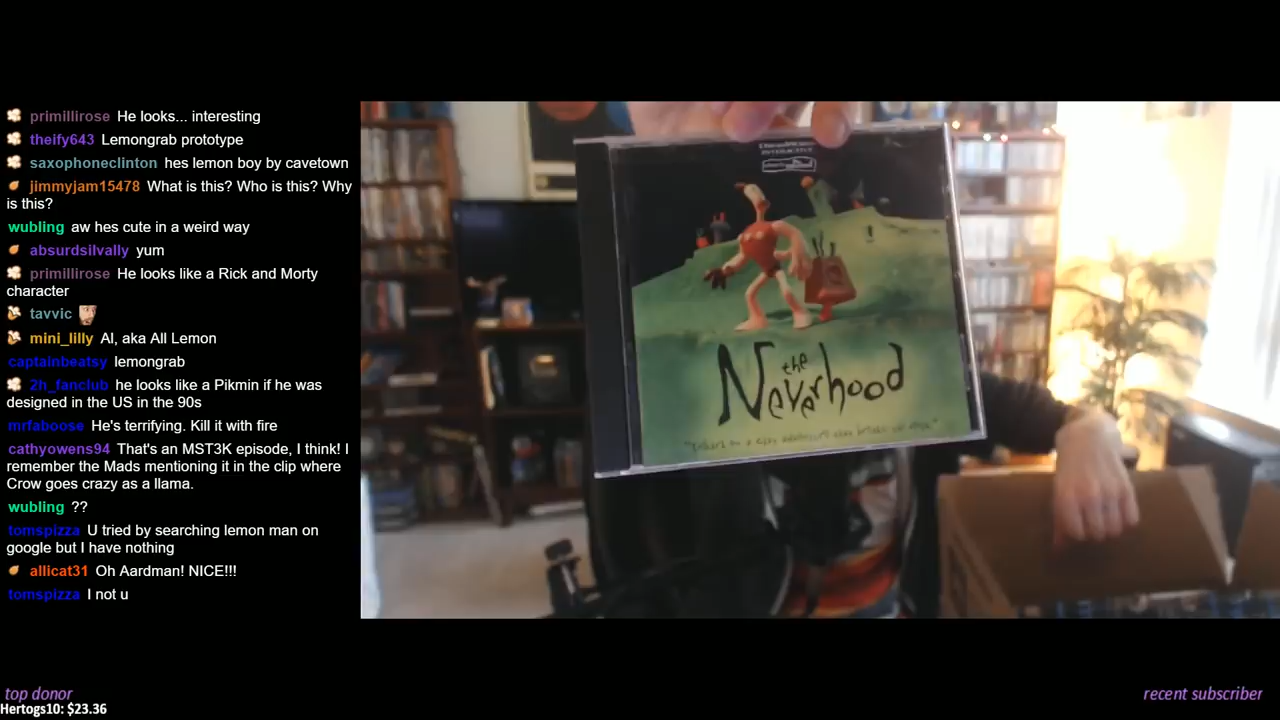 primillirose He looks... interesting
theify643 Lemongrab prototype
saxophoneclinton hes lemon boy by cavetown
jimmyjam15478 What is this? Who is this? Why
is this?
wubling aw hes cute in a weird way
absurdsilvally yum
primillirose He looks like a Rick and Morty
character
tavvic
mini_lilly Al, aka All Lemon
captainbeatsy lemongrab
2h_fanclub he looks like a Pikmin if he was
designed in the US in the 90s
mrfaboose He's terrifying. Kill it with fire
cathyowens94 That's an MST3K episode, I think! I
remember the Mads mentioning it in the clip where
Crow goes crazy as a llama.
wubling ??
tomspizza U tried by searching lemon man on
google but I have nothing
allicat31 Oh Aardman! NICE!!!
tomspizza I not u
the
Neverhood
top donor
Hertogs10: $23.36
recent subscriber